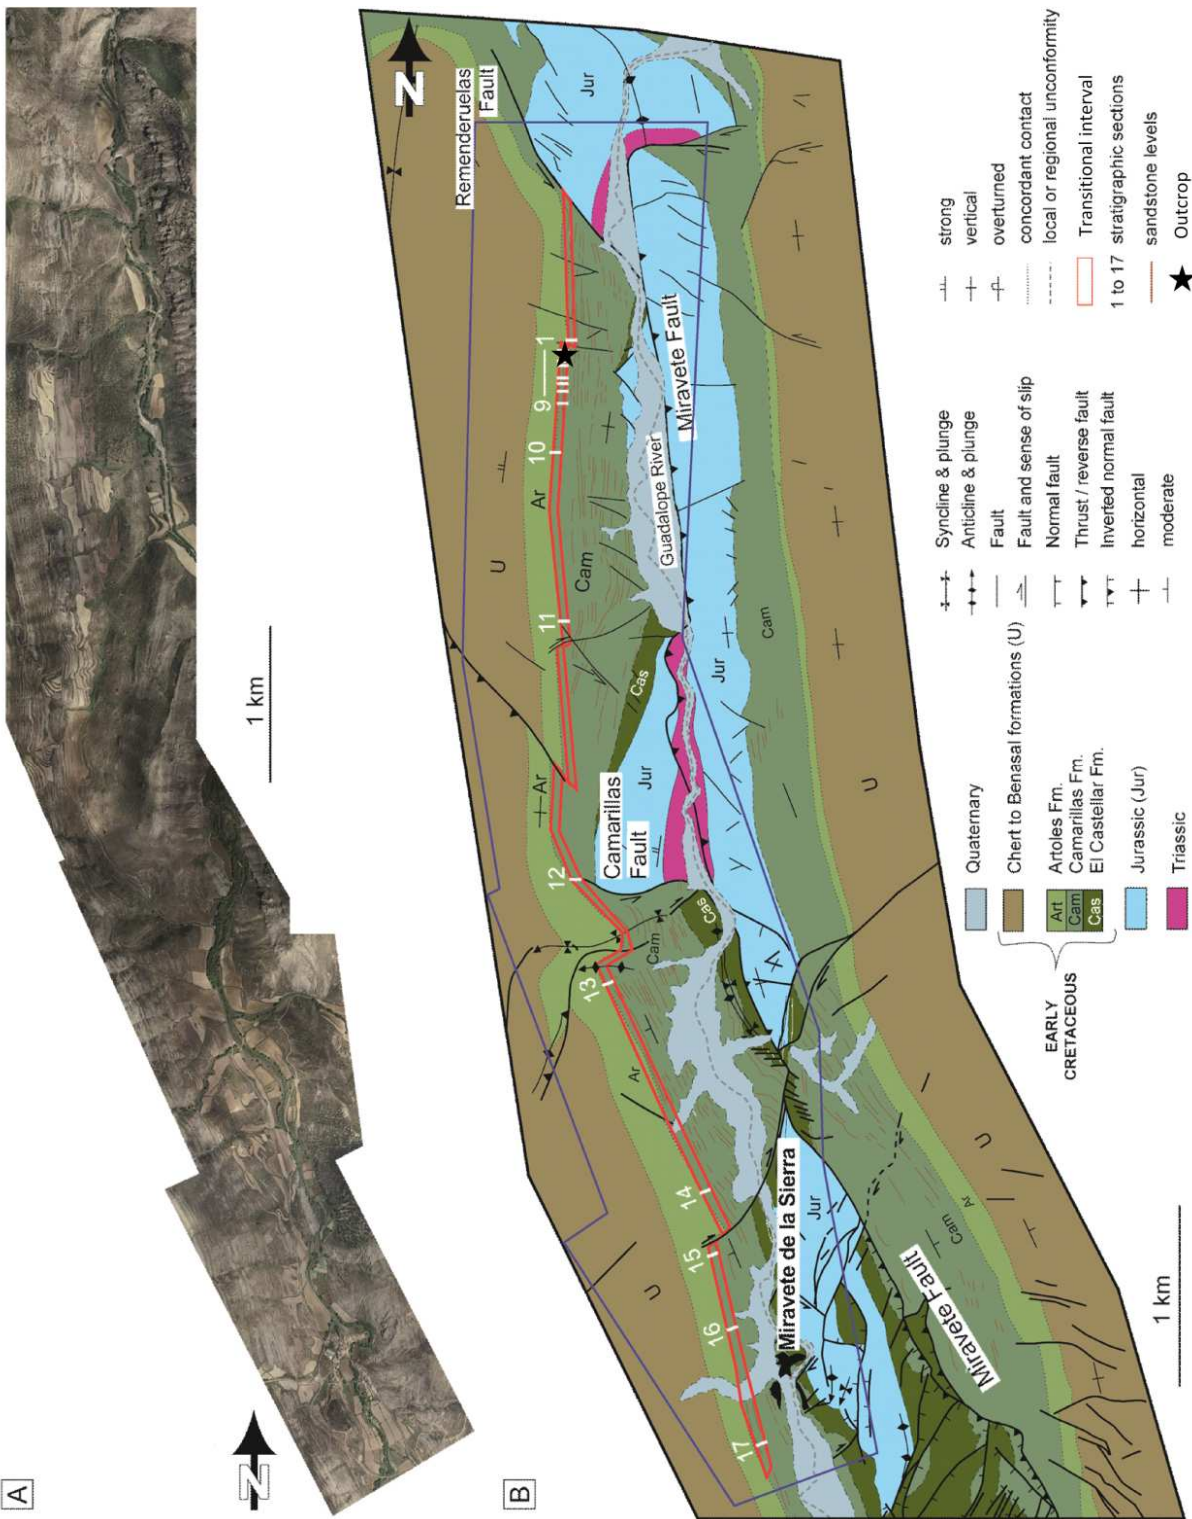 A
N
1 km
B
N
Remenderuelas
Fault
Jur
1
9
10
Ar
U
Cam
Guadalope River
Miravete Fault
11
Cas
Jur
Jur
Cam
Ar
Camarillas
Fault
12
U
Cas
Cam
13
Ar
14
15
U
Jur
Miravete de la Sierra
16
17
U
Ar
Cam
Miravete Fault
1 km
Quaternary
Chert to Benasal formations (U)
EARLY
CRETACEOUS
Art
Cam
Cas
Artoles Fm.
Camarillas Fm.
El Castellar Fm.
Jurassic (Jur)
Triassic
Syncline & plunge
Anticline & plunge
Fault
Fault and sense of slip
Normal fault
Thrust / reverse fault
Inverted normal fault
horizontal
moderate
strong
vertical
overturned
concordant contact
local or regional unconformity
Transitional interval
1 to 17 stratigraphic sections
sandstone levels
Outcrop